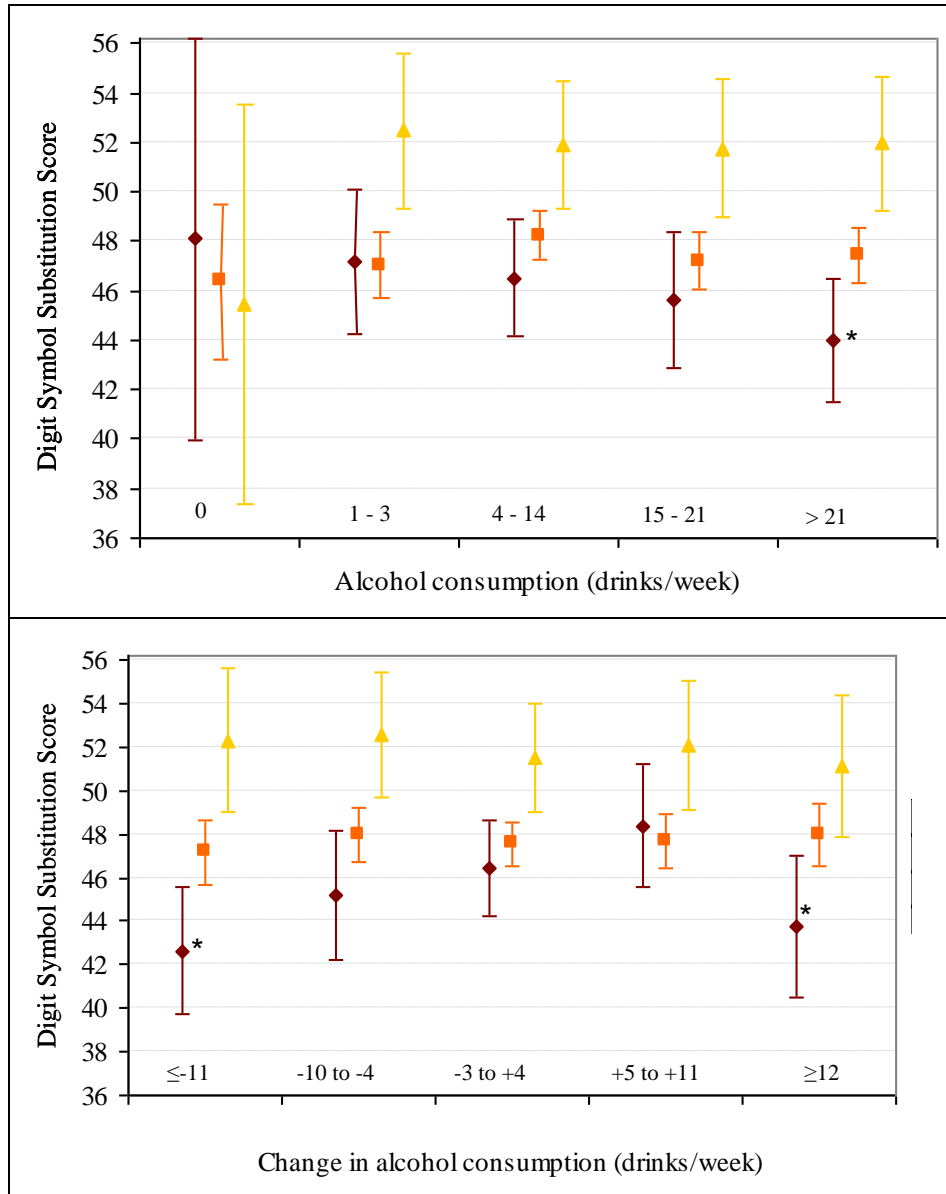 Digit Symbol Substitution Score
56
54
52
50
48
46
44
42
40
38
36
*
0
1 - 3
4 - 14
15 - 21
> 21
Alcohol consumption (drinks/week)
Digit Symbol Substitution Score
56
54
52
50
48
46
44
42
40
38
36
*
*
≤-11
-10 to -4
-3 to +4
+5 to +11
≥12
Change in alcohol consumption (drinks/week)